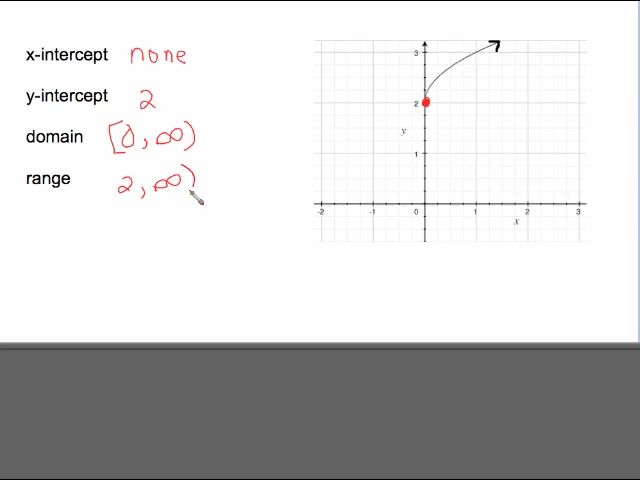 x-intercept none
y-intercept 2
domain [0, ∞)
range 2, ∞)
3
2
y
1
-2 -1 0 1 2 3
x